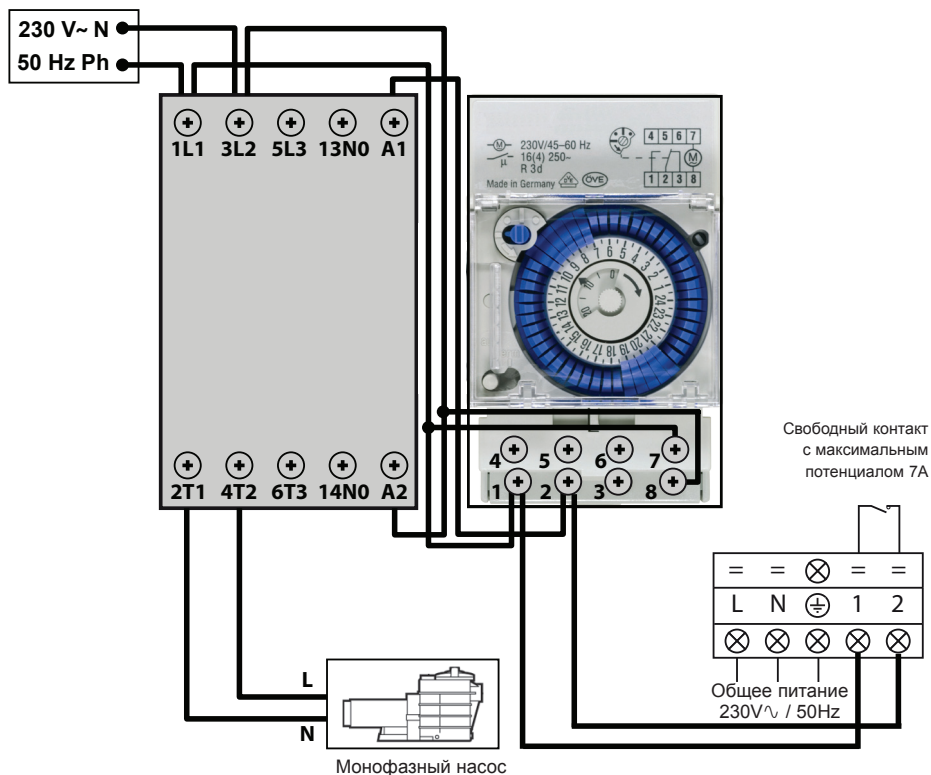 230 V~ N
50 Hz Ph
1L1 3L2 5L3 13N0 A1
2T1 4T2 6T3 14N0 A2
230V/45–60 Hz
16(4) 250~
μ
R 3d
Made in Germany
ÖVE
4 5 6 7
M
1 2 3 8
4 5 6 7
1 2 3 8
Свободный контакт
с максимальным
потенциалом 7A
= = = =
L N 1 2
Общее питание
230V∿ / 50Hz
L
N
Монофазный насос